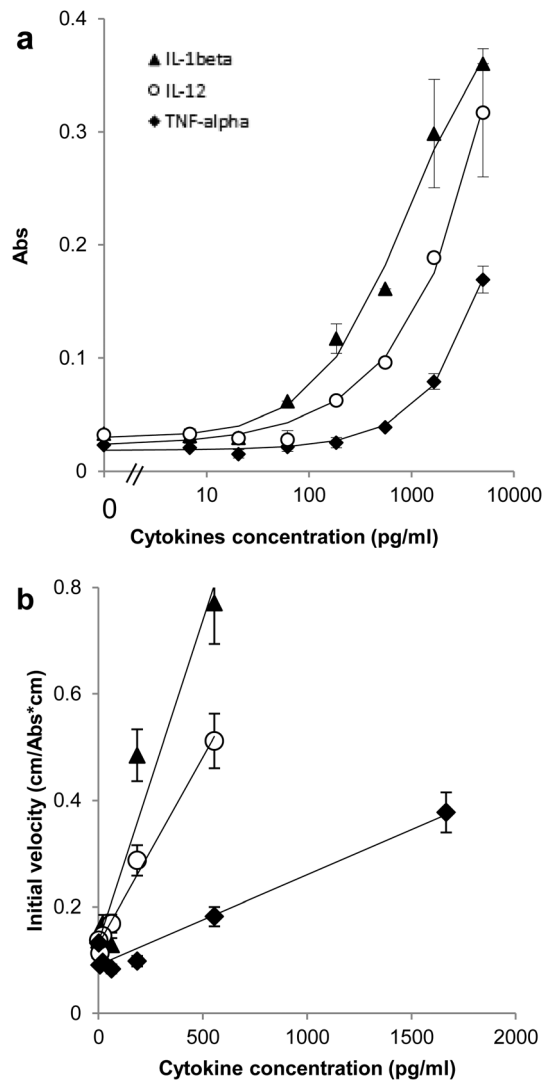 a
0.4
IL-1beta
IL-12
TNF-alpha
0.3
Abs
0.2
0.1
0
0
10
100
1000
10000
Cytokines concentration (pg/ml)
b
0.8
0.6
Initial velocity (cm/Abs*cm)
0.4
0.2
0
0
500
1000
1500
2000
Cytokine concentration (pg/ml)